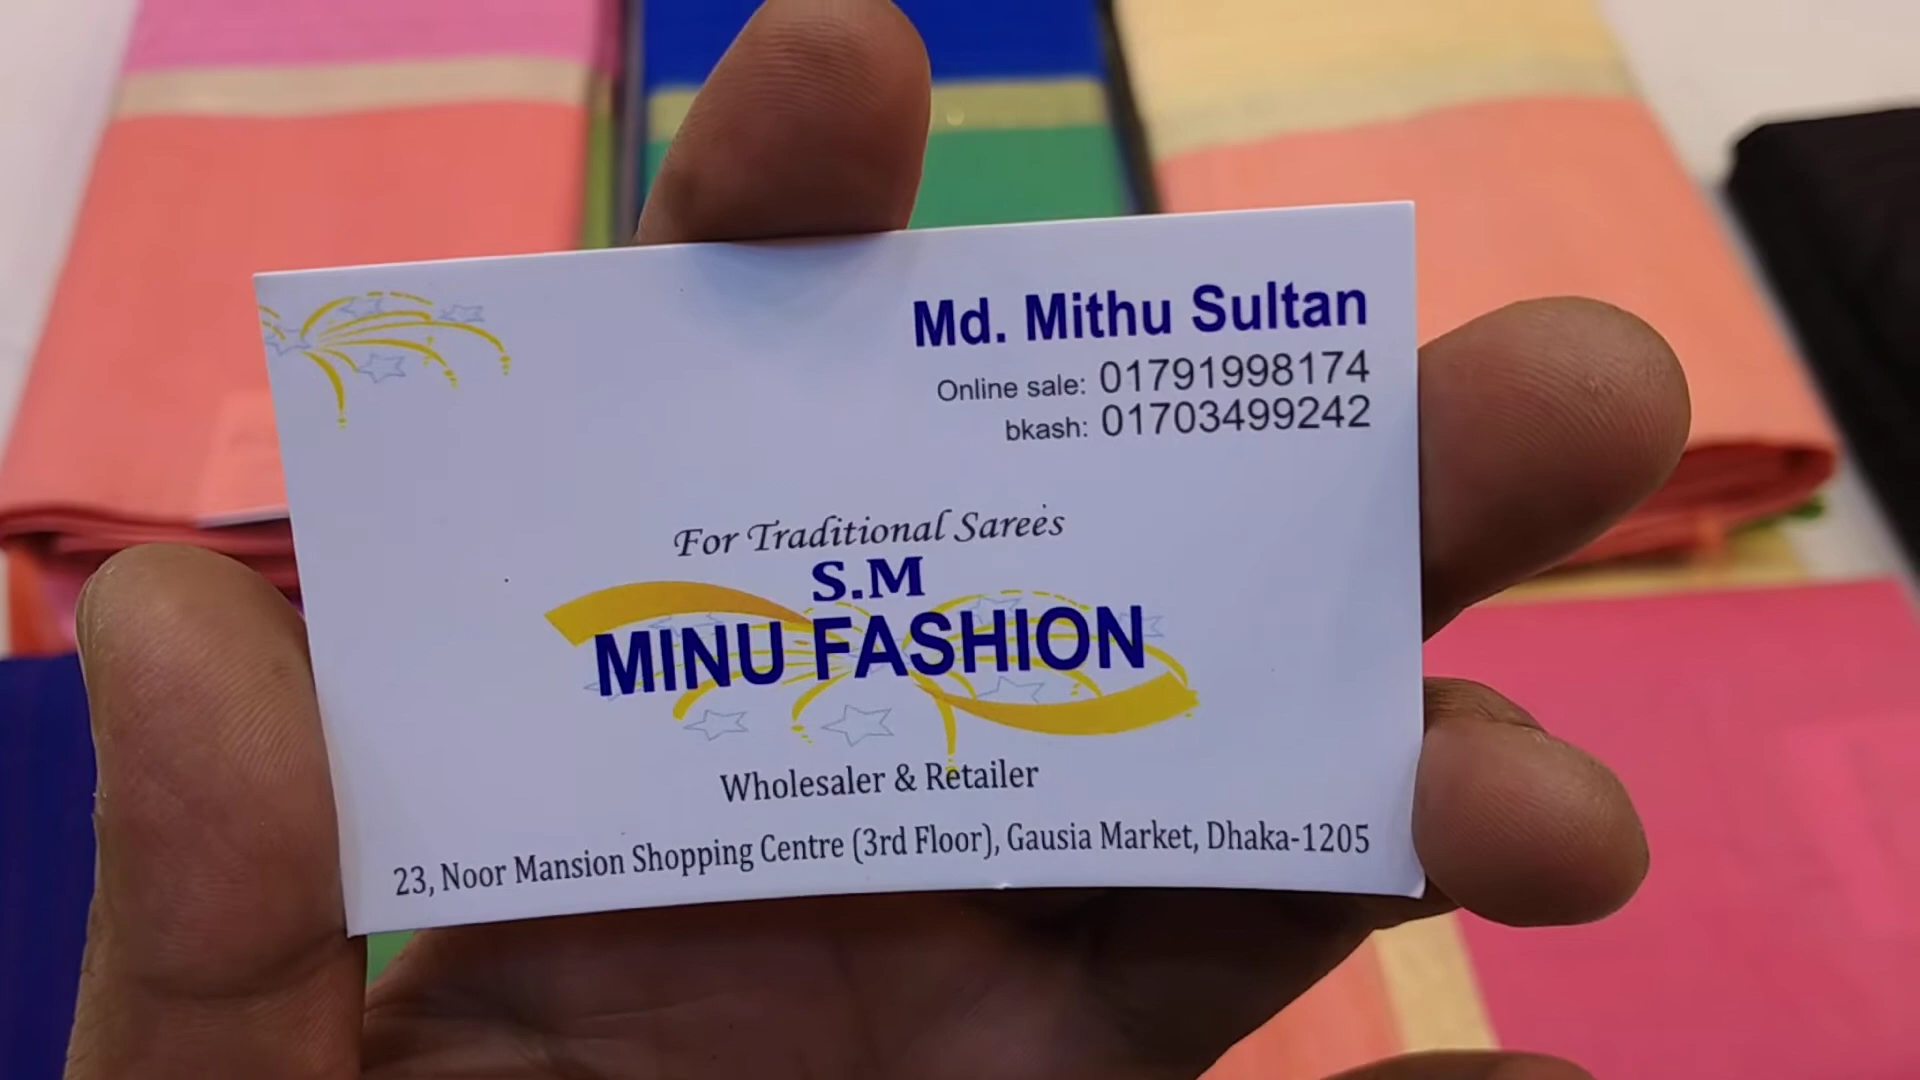 Md. Mithu Sultan
Online sale: 01791998174
bkash: 01703499242
For Traditional Sarees
S.M
MINU FASHION
Wholesaler & Retailer
23, Noor Mansion Shopping Centre (3rd Floor), Gausia Market, Dhaka-1205